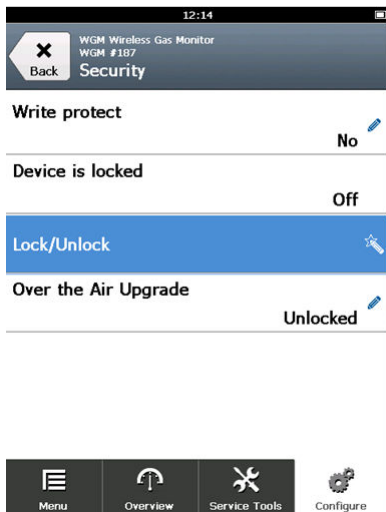 12:14
WGM Wireless Gas Monitor
WGM #187
Back
Security
Write protect
No
Device is locked
Off
Lock/Unlock
Over the Air Upgrade
Unlocked
Menu
Overview
Service Tools
Configure